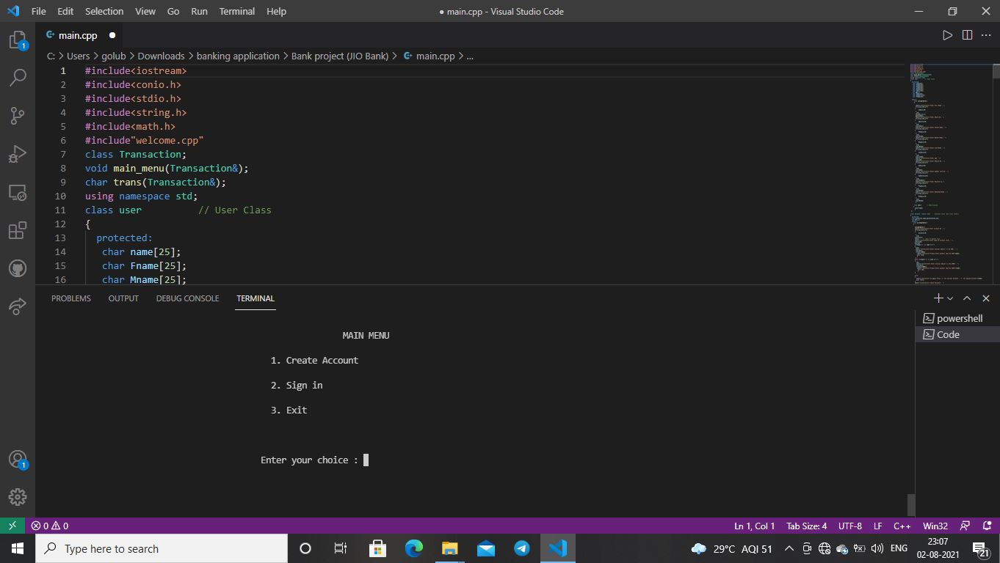 File Edit Selection View Go Run Terminal Help
● main.cpp - Visual Studio Code
1
main.cpp ●
C: > Users > golub > Downloads > banking application > Bank project (JIO Bank) > main.cpp > ...
1 #include<iostream>
2 #include<conio.h>
3 #include<stdio.h>
4 #include<string.h>
5 #include<math.h>
6 #include"welcome.cpp"
7 class Transaction;
8 void main_menu(Transaction&);
9 char trans(Transaction&);
10 using namespace std;
11 class user // User Class
12 {
13 protected:
14 char name[25];
15 char Fname[25];
16 char Mname[25];
PROBLEMS OUTPUT DEBUG CONSOLE TERMINAL
powershell
Code
MAIN MENU
1. Create Account
2. Sign in
3. Exit
Enter your choice :
1
0 0
Ln 1, Col 1 Tab Size: 4 UTF-8 LF C++ Win32
Type here to search
29°C AQI 51
ENG
23:07
02-08-2021
21